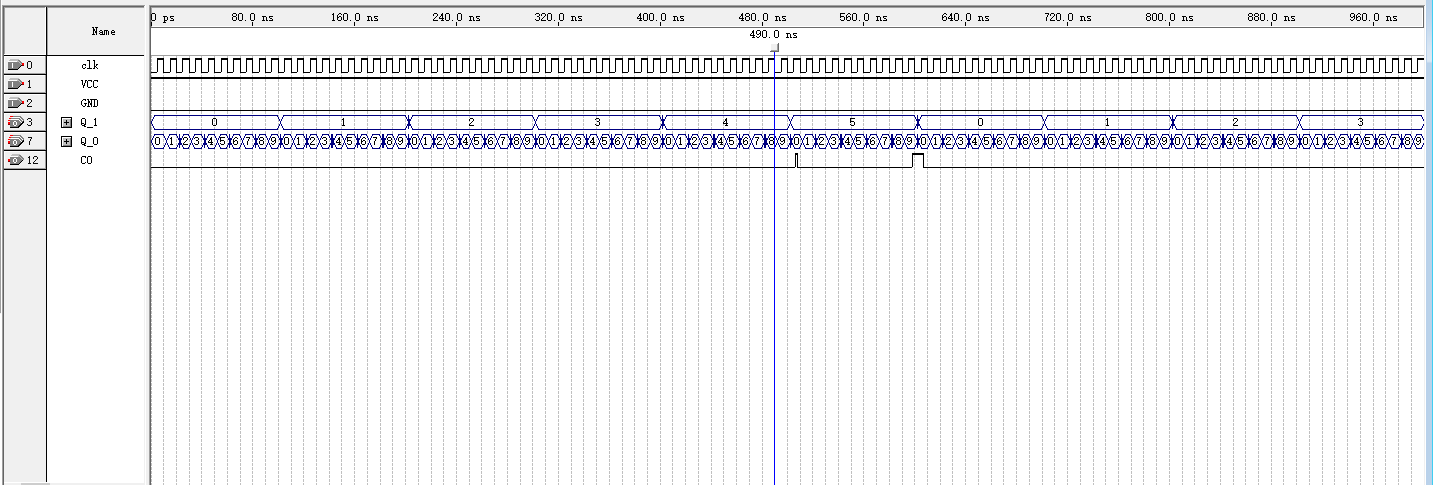 0 ps 80.0 ns 160.0 ns 240.0 ns 320.0 ns 400.0 ns 480.0 ns 560.0 ns 640.0 ns 720.0 ns 800.0 ns 880.0 ns 960.0 ns
Name
490.0 ns
0 clk
1 VCC
2 GND
3 Q_1 0 1 2 3 4 5 0 1 2 3
7 Q_0 0 1 2 3 4 5 6 7 8 9 0 1 2 3 4 5 6 7 8 9 0 1 2 3 4 5 6 7 8 9 0 1 2 3 4 5 6 7 8 9 0 1 2 3 4 5 6 7 8 9 0 1 2 3 4 5 6 7 8 9 0 1 2 3 4 5 6 7 8 9 0 1 2 3 4 5 6 7 8 9 0 1 2 3 4 5 6 7 8 9 0 1 2 3 4 5 6 7 8 9
12 CO